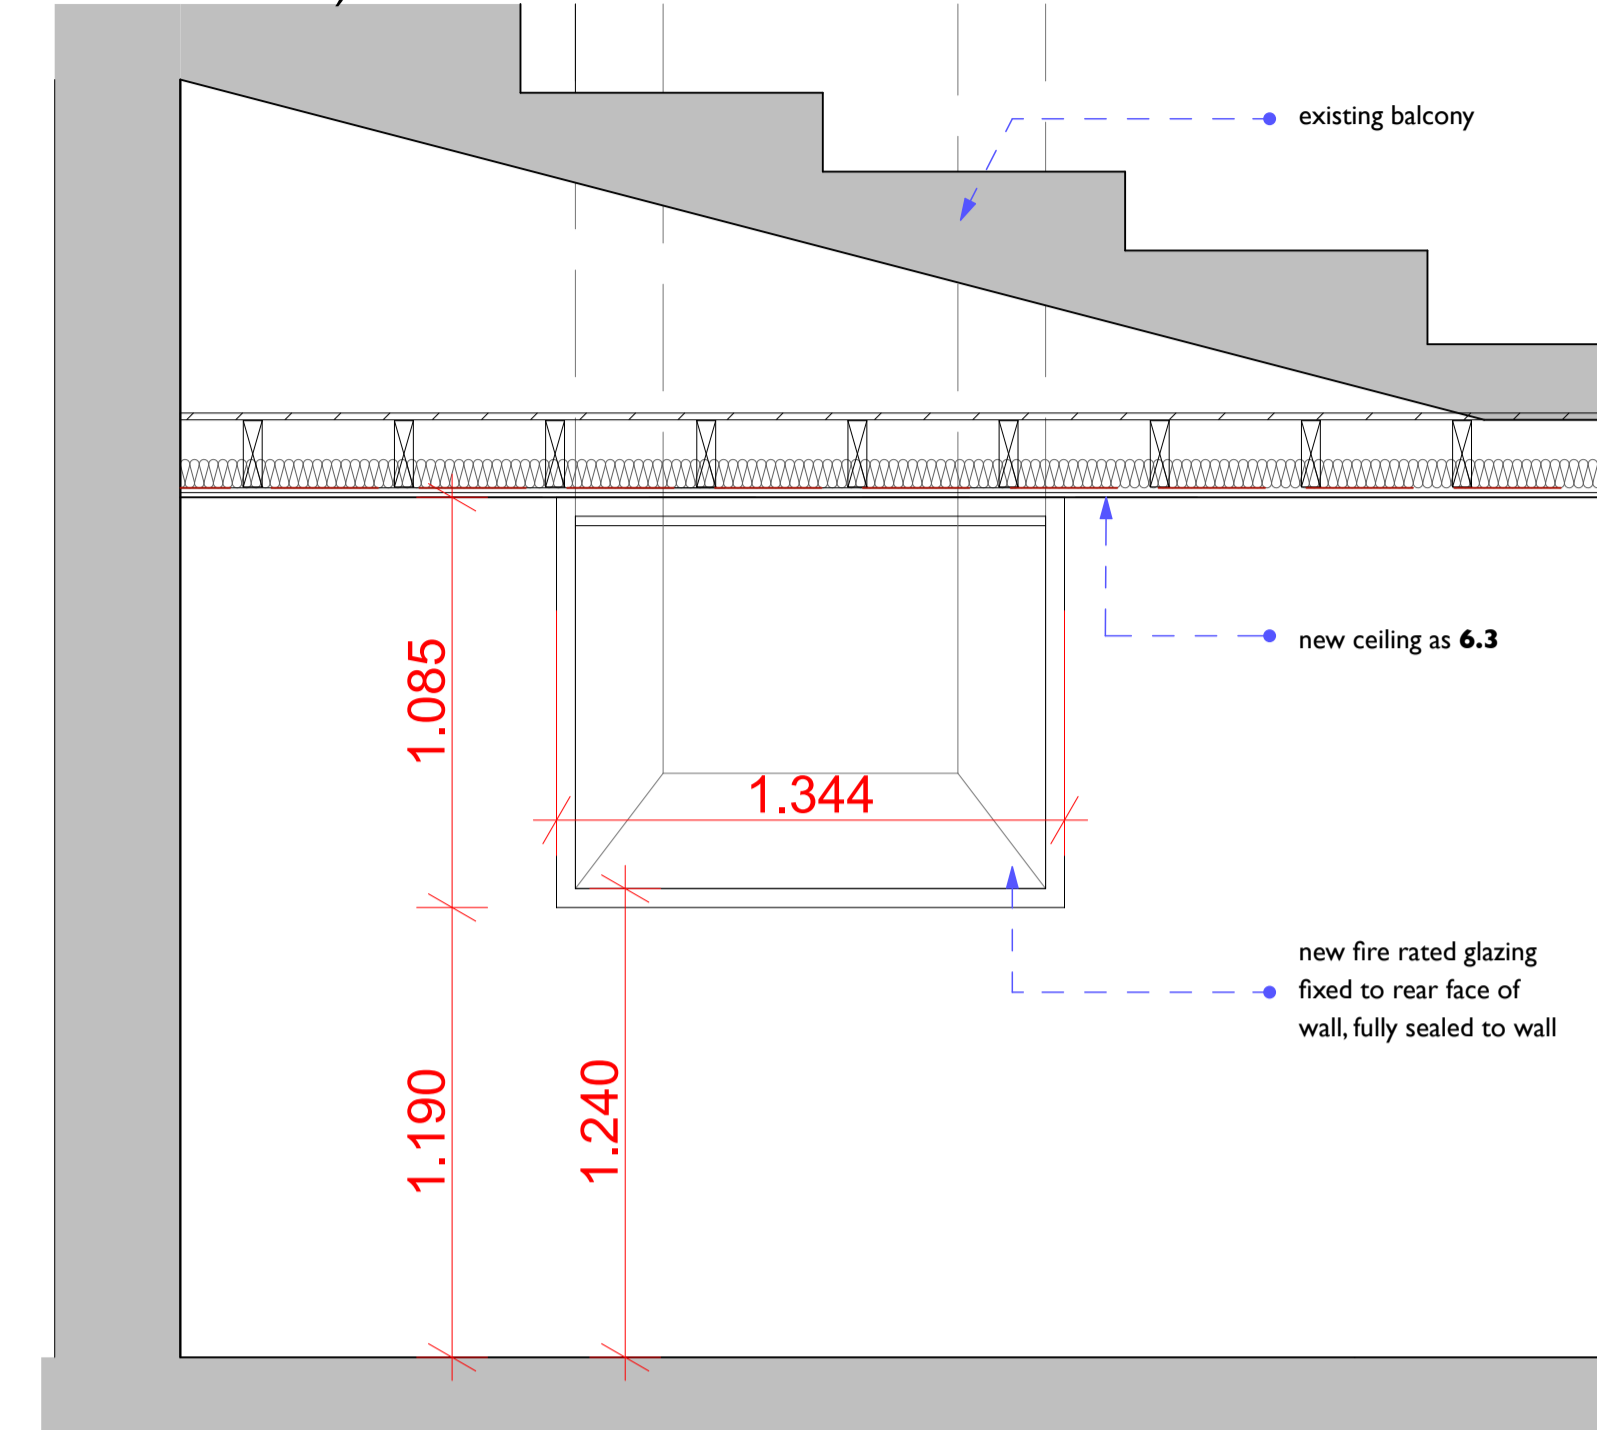 existing balcony
new ceiling as 6.3
1.085
1.344
new fire rated glazing
fixed to rear face of
wall, fully sealed to wall
1.190
1.240